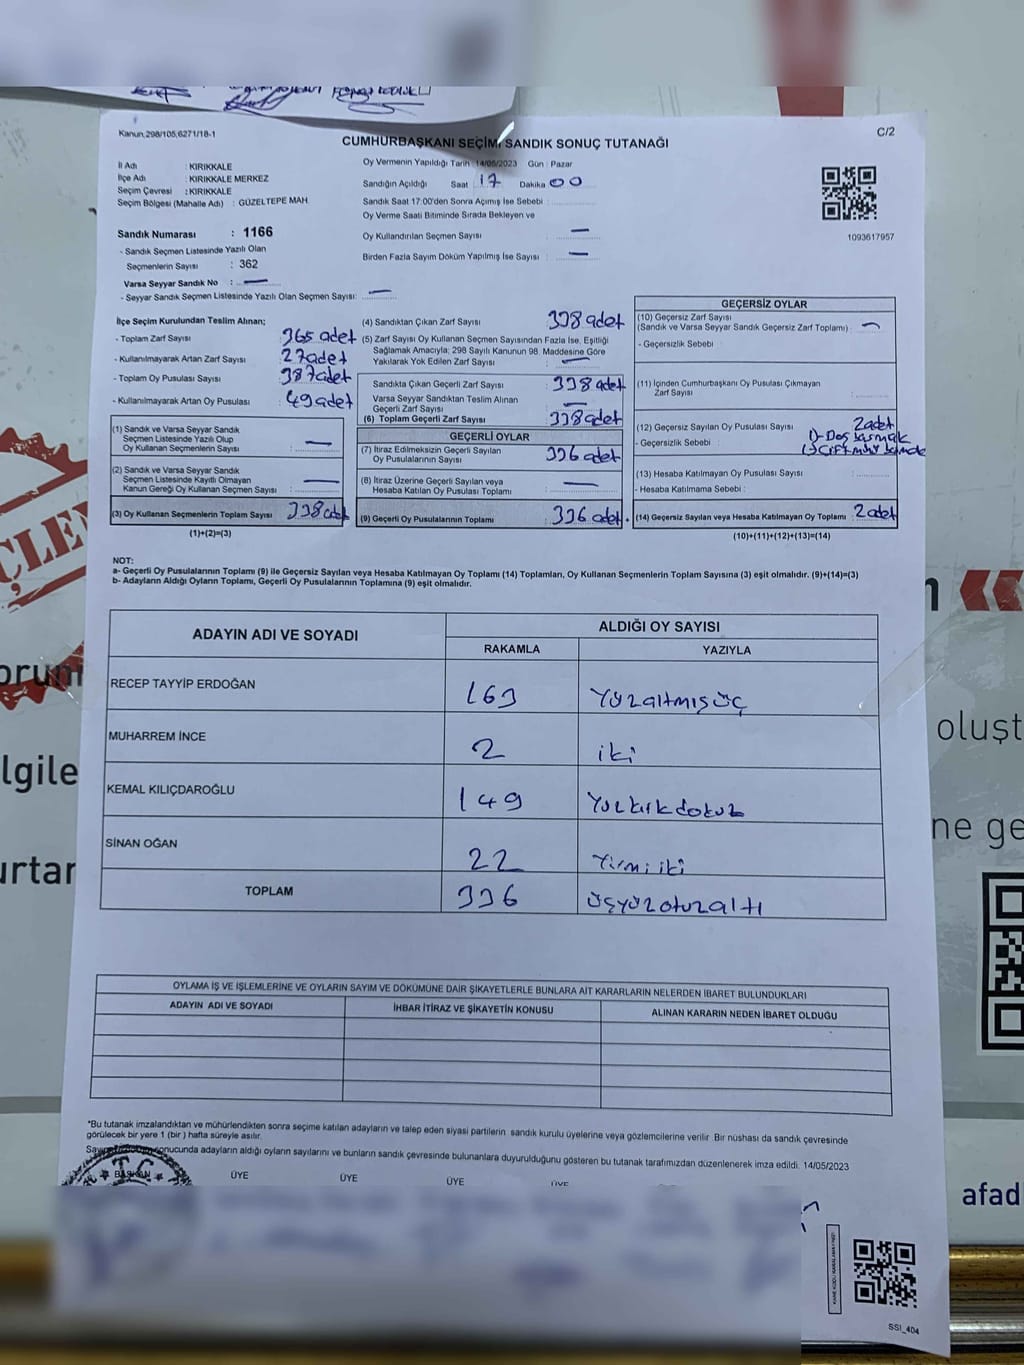 Kanun,298/105,6271/18-1
C/2
CUMHURBAŞKANI SEÇİMİ SANDIK SONUÇ TUTANAĞI
İl Adı : KIRIKKALE
İlçe Adı : KIRIKKALE MERKEZ
Seçim Çevresi : KIRIKKALE
Seçim Bölgesi (Mahalle Adı) : GÜZELTEPE MAH.
Sandık Numarası : 1166
- Sandık Seçmen Listesinde Yazılı Olan
Seçmenlerin Sayısı : 362
Varsa Seyyar Sandık No : —
- Seyyar Sandık Seçmen Listesinde Yazılı Olan Seçmen Sayısı: —
Oy Vermenin Yapıldığı Tarih : 14/05/2023 Gün : Pazar
Sandığın Açıldığı Saat 17 Dakika 00
Sandık Saat 17:00'den Sonra Açımış İse Sebebi :
Oy Verme Saati Bitiminde Sırada Bekleyen ve
Oy Kullandırılan Seçmen Sayısı : —
Birden Fazla Sayım Döküm Yapılmış İse Sayısı : —
1093617957
İlçe Seçim Kurulundan Teslim Alınan;
- Toplam Zarf Sayısı : 365 adet
- Kullanılmayarak Artan Zarf Sayısı : 27 adet
- Toplam Oy Pusulası Sayısı : 387 adet
- Kullanılmayarak Artan Oy Pusulası : 49 adet
(1) Sandık ve Varsa Seyyar Sandık
Seçmen Listesinde Yazılı Olup
Oy Kullanan Seçmenlerin Sayısı : —
(2) Sandık ve Varsa Seyyar Sandık
Seçmen Listesinde Kayıtlı Olmayan
Kanun Gereği Oy Kullanan Seçmen Sayısı : —
(3) Oy Kullanan Seçmenlerin Toplam Sayısı : 338 adet
(1)+(2)=(3)
(4) Sandıktan Çıkan Zarf Sayısı : 338 adet
(5) Zarf Sayısı Oy Kullanan Seçmen Sayısından Fazla İse, Eşitliği
Sağlamak Amacıyla; 298 Sayılı Kanunun 98. Maddesine Göre
Yakılarak Yok Edilen Zarf Sayısı : —
Sandıkta Çıkan Geçerli Zarf Sayısı : 338 adet
Varsa Seyyar Sandıktan Teslim Alınan
Geçerli Zarf Sayısı : —
(6) Toplam Geçerli Zarf Sayısı : 338 adet
GEÇERLİ OYLAR
(7) İtiraz Edilmeksizin Geçerli Sayılan
Oy Pusulalarının Sayısı : 336 adet
(8) İtiraz Üzerine Geçerli Sayılan veya
Hesaba Katılan Oy Pusulası Toplamı : —
(9) Geçerli Oy Pusulalarının Toplamı : 336 adet
GEÇERSİZ OYLAR
(10) Geçersiz Zarf Sayısı
(Sandık ve Varsa Seyyar Sandık Geçersiz Zarf Toplamı) : —
- Geçersizlik Sebebi :
(11) İçinden Cumhurbaşkanı Oy Pusulası Çıkmayan
Zarf Sayısı
(12) Geçersiz Sayılan Oy Pusulası Sayısı : 2 adet
- Geçersizlik Sebebi :
(13) Hesaba Katılmayan Oy Pusulası Sayısı
- Hesaba Katılmama Sebebi :
(14) Geçersiz Sayılan veya Hesaba Katılmayan Oy Toplamı : 2 adet
(10)+(11)+(12)+(13)=(14)
NOT:
a- Geçerli Oy Pusulalarının Toplamı (9) ile Geçersiz Sayılan veya Hesaba Katılmayan Oy Toplamı (14) Toplamları, Oy Kullanan Seçmenlerin Toplam Sayısına (3) eşit olmalıdır. (9)+(14)=(3)
b- Adayların Aldığı Oyların Toplamı, Geçerli Oy Pusulalarının Toplamına (9) eşit olmalıdır.
ADAYIN ADI VE SOYADI
ALDIĞI OY SAYISI
RAKAMLA YAZIYLA
RECEP TAYYİP ERDOĞAN 163 Yüzaltmışüç
MUHARREM İNCE 2 iki
KEMAL KILIÇDAROĞLU 149 Yüzkırkdokuz
SİNAN OĞAN 22 Yirmi iki
TOPLAM 336 üçyüzotuzaltı
OYLAMA İŞ VE İŞLEMLERİNE VE OYLARIN SAYIM VE DÖKÜMÜNE DAİR ŞİKAYETLERLE BUNLARA AİT KARARLARIN NELERDEN İBARET BULUNDUKLARI
ADAYIN ADI VE SOYADI İHBAR İTİRAZ VE ŞİKAYETİN KONUSU ALINAN KARARIN NEDEN İBARET OLDUĞU
*Bu tutanak imzalandıktan ve mühürlendikten sonra seçime katılan adayların ve talep eden siyasi partilerin sandık kurulu üyelerine veya gözlemcilerine verilir. Bir nüshası da sandık çevresinde
görülecek bir yere 1 (bir) hafta süreyle asılır.
sonucunda adayların aldığı oyların sayılarını ve bunların sandık çevresinde bulunanlara duyurulduğunu gösteren bu tutanak tarafımızdan düzenlenerek imza edildi. 14/05/2023
BAŞKAN ÜYE ÜYE ÜYE ÜYE
T.C.
SSI_404
oluşt
ne ge
lgile
urtar
afad